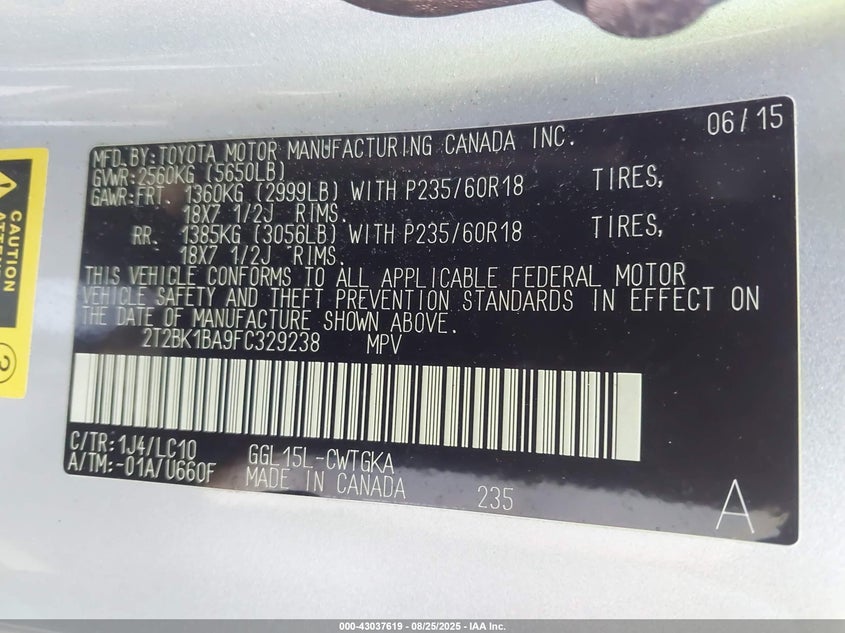 06/15
MFD. BY: TOYOTA MOTOR MANUFACTURING CANADA INC.
GVWR: 2560KG (5650LB)
GAWR: FRT. 1360KG (2999LB) WITH P235/60R18 TIRES,
18X7 1/2J RIMS.
RR. 1385KG (3056LB) WITH P235/60R18 TIRES,
18X7 1/2J RIMS.
THIS VEHICLE CONFORMS TO ALL APPLICABLE FEDERAL MOTOR
VEHICLE SAFETY AND THEFT PREVENTION STANDARDS IN EFFECT ON
THE DATE OF MANUFACTURE SHOWN ABOVE.
2T2BK1BA9FC329238 MPV
C/TR: 1J4/LC10 GGL15L-CWTGKA
A/TM: -01A/U660F MADE IN CANADA 235
A
CAUTION
2
000-43037619 - 08/25/2025 - IAA Inc.